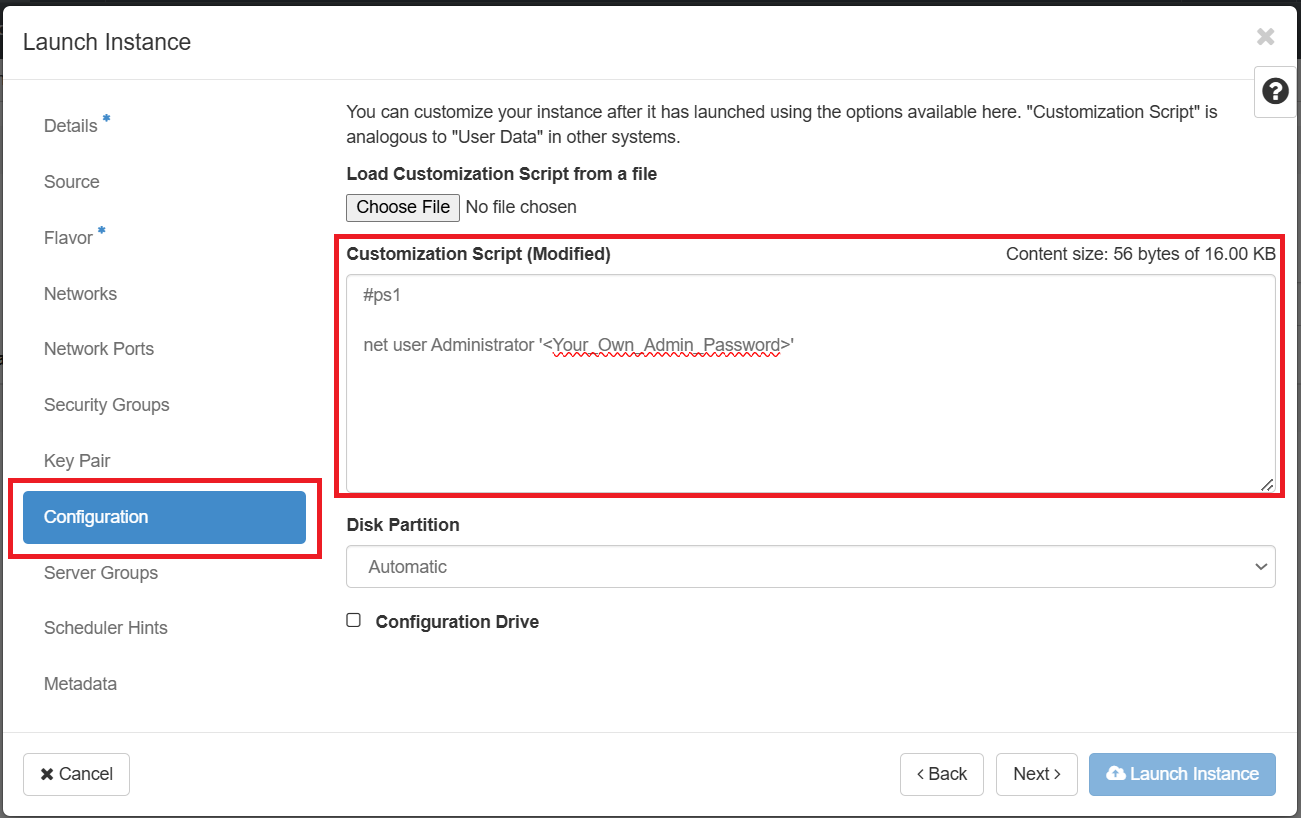 Launch Instance
Details *
Source
Flavor *
Networks
Network Ports
Security Groups
Key Pair
Configuration
Server Groups
Scheduler Hints
Metadata
You can customize your instance after it has launched using the options available here. "Customization Script" is
analogous to "User Data" in other systems.
Load Customization Script from a file
Choose File No file chosen
Customization Script (Modified) Content size: 56 bytes of 16.00 KB
#ps1
net user Administrator '<Your_Own_Admin_Password>'
Disk Partition
Automatic
Configuration Drive
Cancel
Back
Next
Launch Instance